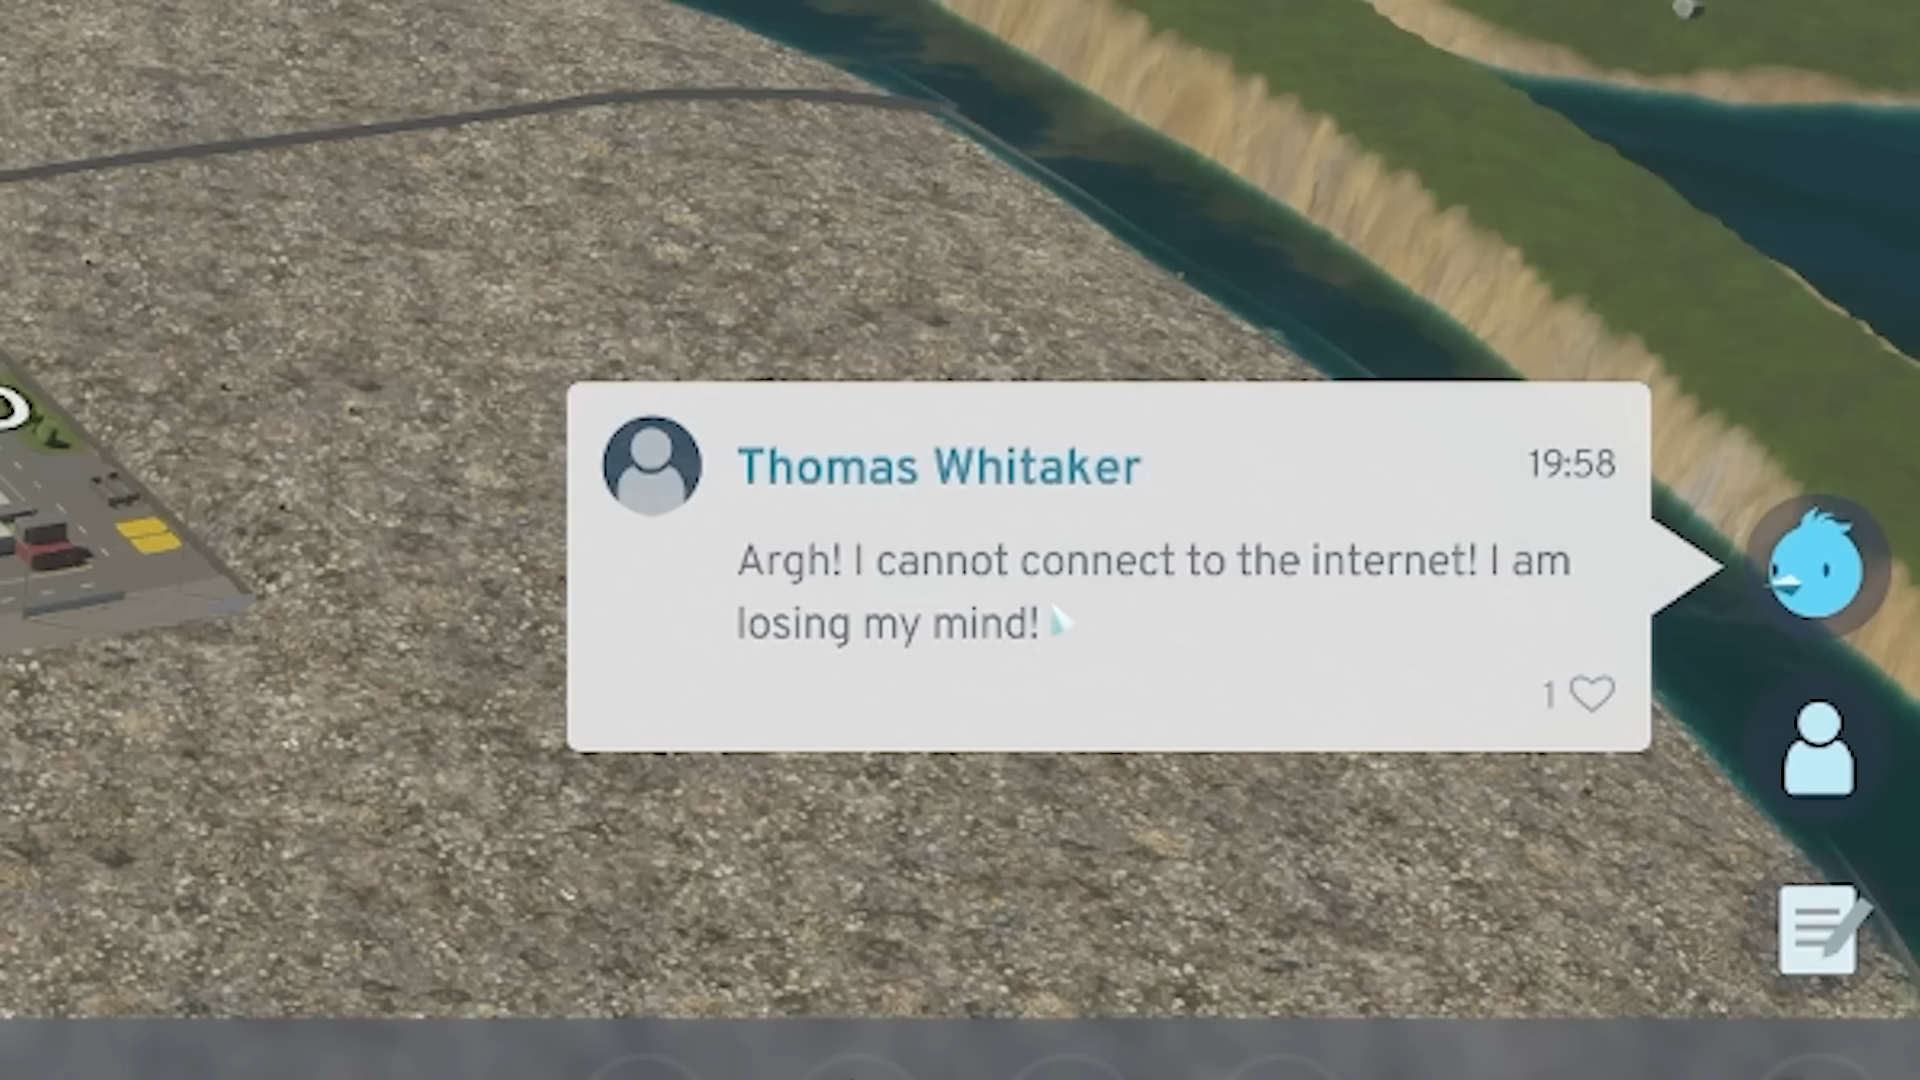 Thomas Whitaker
19:58
Argh! I cannot connect to the internet! I am
losing my mind!
1